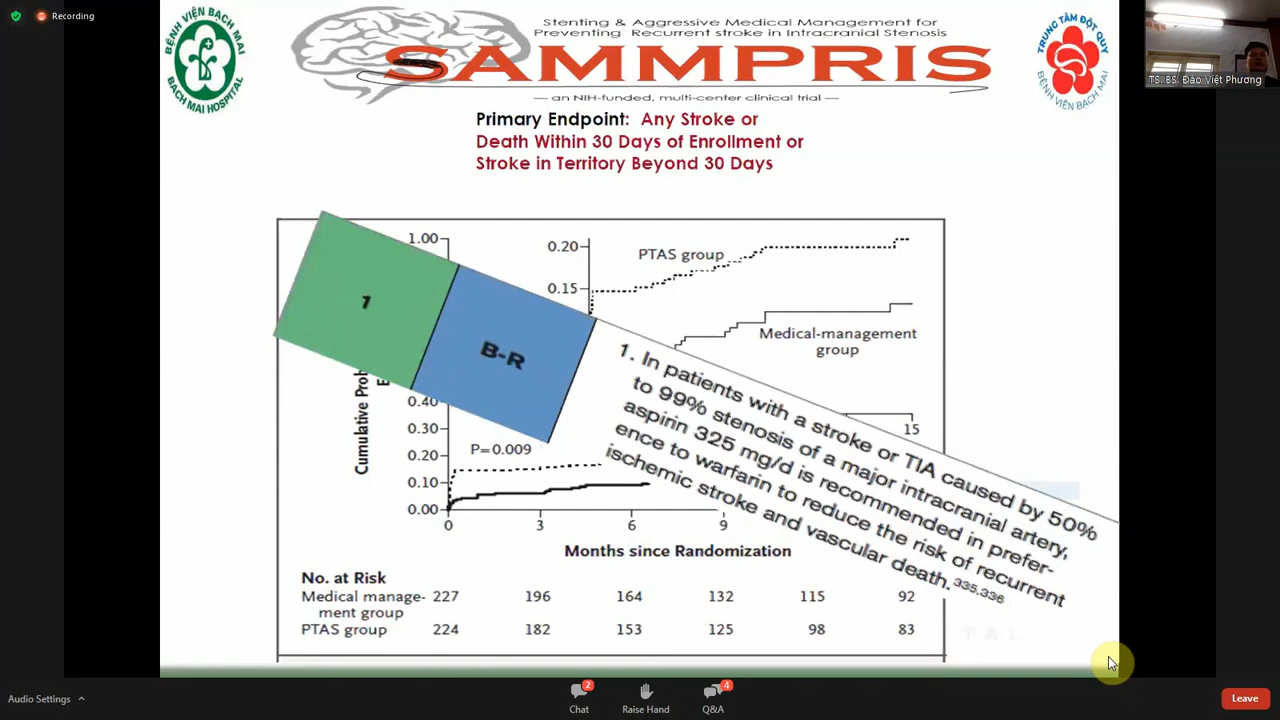 Recording
BỆNH VIỆN BẠCH MAI
BACH MAI HOSPITAL
Stenting & Aggressive Medical Management for
Preventing Recurrent stroke in Intracranial Stenosis
SAMMPRIS
— an NIH-funded, multi-center clinical trial —
TRUNG TÂM ĐỘT QUỴ
BỆNH VIỆN BẠCH MAI
TS. BS. Đào Việt Phương
Primary Endpoint: Any Stroke or
Death Within 30 Days of Enrollment or
Stroke in Territory Beyond 30 Days
1.00
0.20
PTAS group
0.15
Medical-management
group
15
1
B-R
1. In patients with a stroke or TIA caused by 50%
to 99% stenosis of a major intracranial artery,
aspirin 325 mg/d is recommended in prefer-
ence to warfarin to reduce the risk of recurrent
ischemic stroke and vascular death.335,336
Cumulative Prob
E
0.40
0.30
0.20
0.10
0.00
P=0.009
0
3
6
9
Months since Randomization
No. at Risk
Medical manage-
ment group
227 196 164 132 115 92
PTAS group 224 182 153 125 98 83
Audio Settings
Chat
2
Raise Hand
Q&A
4
Leave